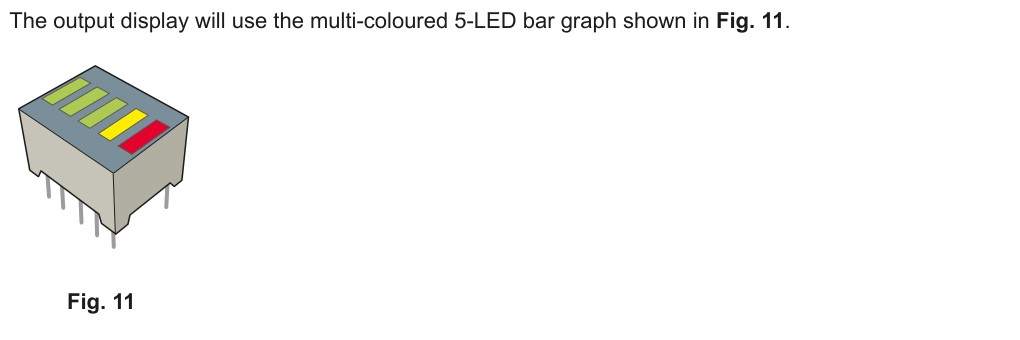 The output display will use the multi-coloured 5-LED bar graph shown in Fig. 11.
Fig. 11